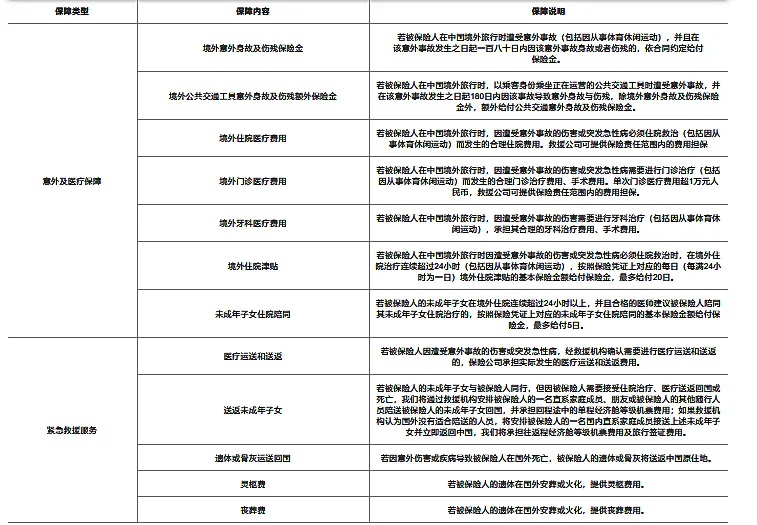 保障类型 保障内容 保障说明
意外及医疗保障
境外意外身故及伤残保险金
若被保险人在中国境外旅行时遭受意外事故（包括因从事体育休闲运动），并且在
该意外事故发生之日起一百八十日内因该意外事故身故或者伤残的，依合同约定给付
保险金。
境外公共交通工具意外身故及伤残额外保险金
若被保险人在中国境外旅行时，以乘客身份乘坐正在运营的公共交通工具时遭受意外事故，并
在该意外事故发生之日起180日内因该事故导致意外身故与伤残，除境外意外身故及伤残保险
金外，额外给付公共交通意外身故及伤残保险金。
境外住院医疗费用
若被保险人在中国境外旅行时，因遭受意外事故的伤害或突发急性病必须住院救治（包括因从
事体育休闲运动）而发生的合理住院费用。救援公司可提供保险责任范围内的费用担保
境外门诊医疗费用
若被保险人在中国境外旅行时，因遭受意外事故的伤害或突发急性病需要进行门诊治疗（包括
因从事体育休闲运动）而发生的合理门诊治疗费用、手术费用。单次门诊医疗费用超1万元人
民币，救援公司可提供保险责任范围内的费用担保。
境外牙科医疗费用
若被保险人在中国境外旅行时，因遭受意外事故的伤害需要进行牙科治疗（包括因从事体育休
闲运动），承担其合理的牙科治疗费用、手术费用。
境外住院津贴
若被保险人在中国境外旅行时因遭受意外事故的伤害或突发急性病必须住院救治时，在境外住
院治疗连续超过24小时（包括因从事体育休闲运动），按照保险凭证上对应的每日（每满24小
时为一日）境外住院津贴的基本保险金额给付保险金，最多给付20日。
未成年子女住院陪同
若被保险人的未成年子女在境外住院连续超过24小时以上，并且合格的医师建议被保险人陪同
其未成年子女住院治疗的，按照保险凭证上对应的未成年子女住院陪同的基本保险金额给付保
险金，最多给付5日。
紧急救援服务
医疗运送和送返
若被保险人因遭受意外事故的伤害或突发急性病，经救援机构确认需要进行医疗运送和送返
的，保险公司承担实际发生的医疗运送和送返费用。
送返未成年子女
若被保险人的未成年子女与被保险人同行，但因被保险人需要接受住院治疗、医疗送返回国或
死亡，我们将通过救援机构安排被保险人的一名直系家庭成员、朋友或被保险人的其他随行人
员陪送被保险人的未成年子女回国，并承担回程途中的单程经济舱等级机票费用；如果救援机
构认为国外没有适合陪送的人员，将安排被保险人的一名国内直系家庭成员接送上述未成年子
女并立即返回中国，我们将承担往返程经济舱等级机票费用及旅行签证费用。
遗体或骨灰运送回国
若因意外伤害或疾病导致被保险人在国外死亡，被保险人的遗体或骨灰将送返中国原住地。
灵柩费
若被保险人的遗体在国外安葬或火化，提供灵柩费用。
丧葬费
若被保险人的遗体在国外安葬或火化，提供丧葬费用。